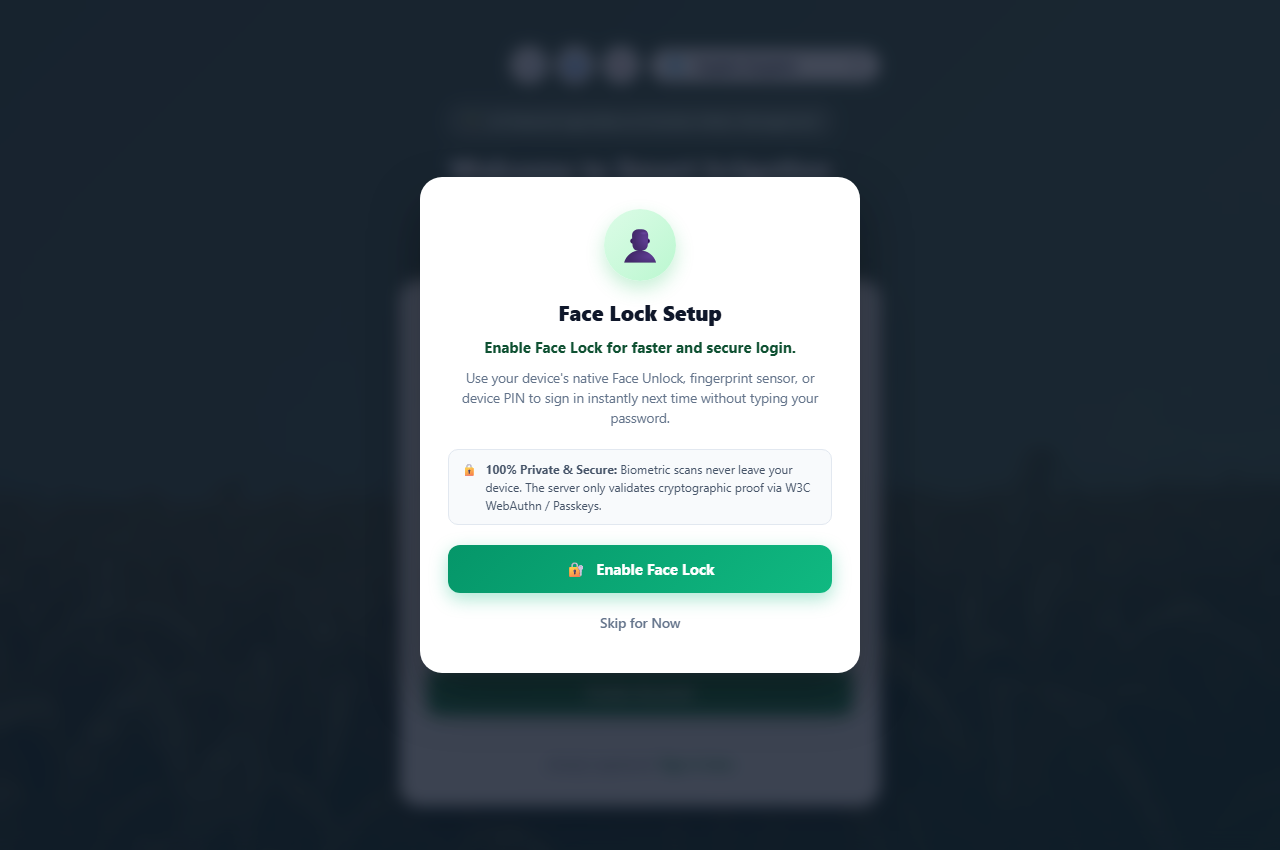 Face Lock Setup
Enable Face Lock for faster and secure login.
Use your device's native Face Unlock, fingerprint sensor, or
device PIN to sign in instantly next time without typing your
password.
100% Private & Secure: Biometric scans never leave your
device. The server only validates cryptographic proof via W3C
WebAuthn / Passkeys.
Enable Face Lock
Skip for Now